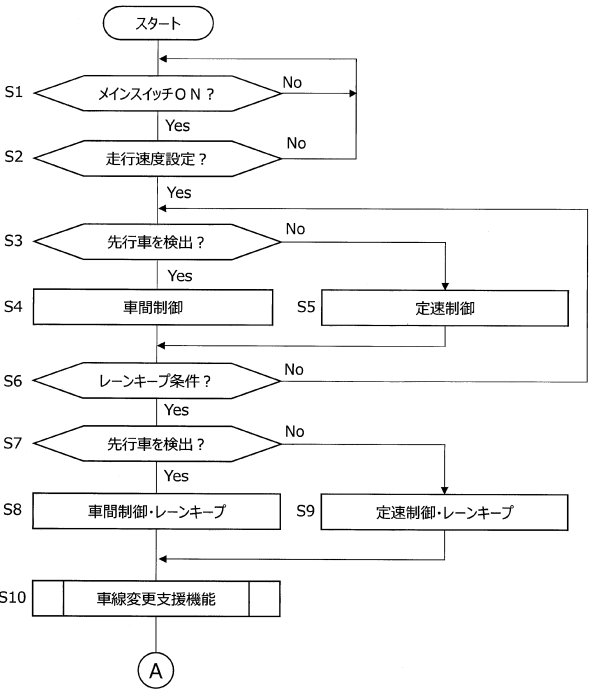 スタート
S1
メインスイッチON？
No
Yes
S2
走行速度設定？
No
Yes
S3
先行車を検出？
No
Yes
S4
車間制御
S5
定速制御
S6
レーンキープ条件？
No
Yes
S7
先行車を検出？
No
Yes
S8
車間制御・レーンキープ
S9
定速制御・レーンキープ
S10
車線変更支援機能
A